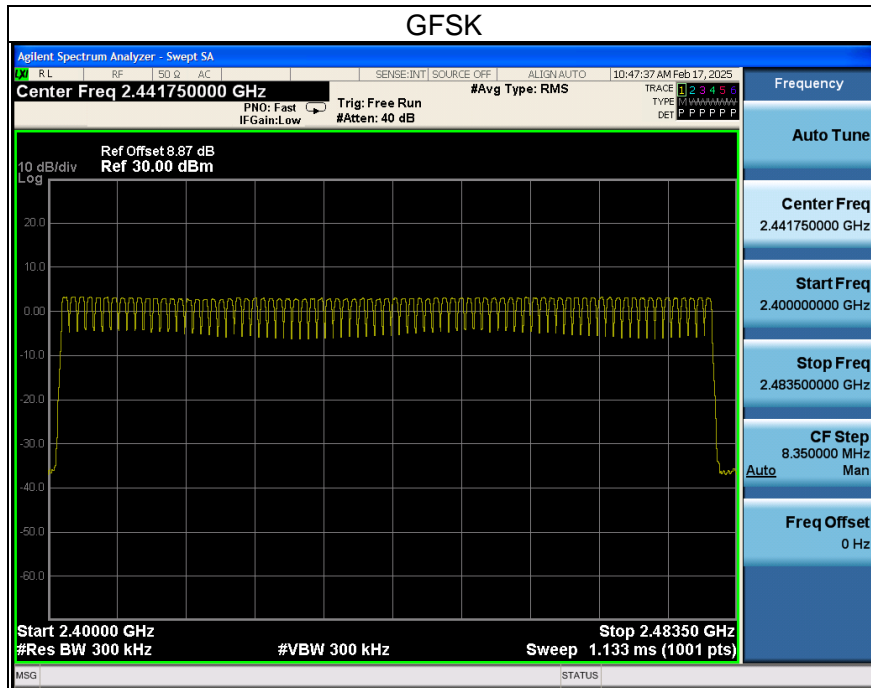 GFSK
Agilent Spectrum Analyzer - Swept SA
LXI RL RF 50 Ω AC SENSE:INT SOURCE OFF ALIGN AUTO 10:47:37 AM Feb 17, 2025
Center Freq 2.441750000 GHz #Avg Type: RMS TRACE 1 2 3 4 5 6
PNO: Fast Trig: Free Run TYPE MWWWWW
IFGain:Low #Atten: 40 dB DET P P P P P P
Ref Offset 8.87 dB
10 dB/div Ref 30.00 dBm
Log
20.0
10.0
0.00
-10.0
-20.0
-30.0
-40.0
-50.0
-60.0
Start 2.40000 GHz Stop 2.48350 GHz
#Res BW 300 kHz #VBW 300 kHz Sweep 1.133 ms (1001 pts)
MSG STATUS
Frequency
Auto Tune
Center Freq
2.441750000 GHz
Start Freq
2.400000000 GHz
Stop Freq
2.483500000 GHz
CF Step
8.350000 MHz
Auto Man
Freq Offset
0 Hz